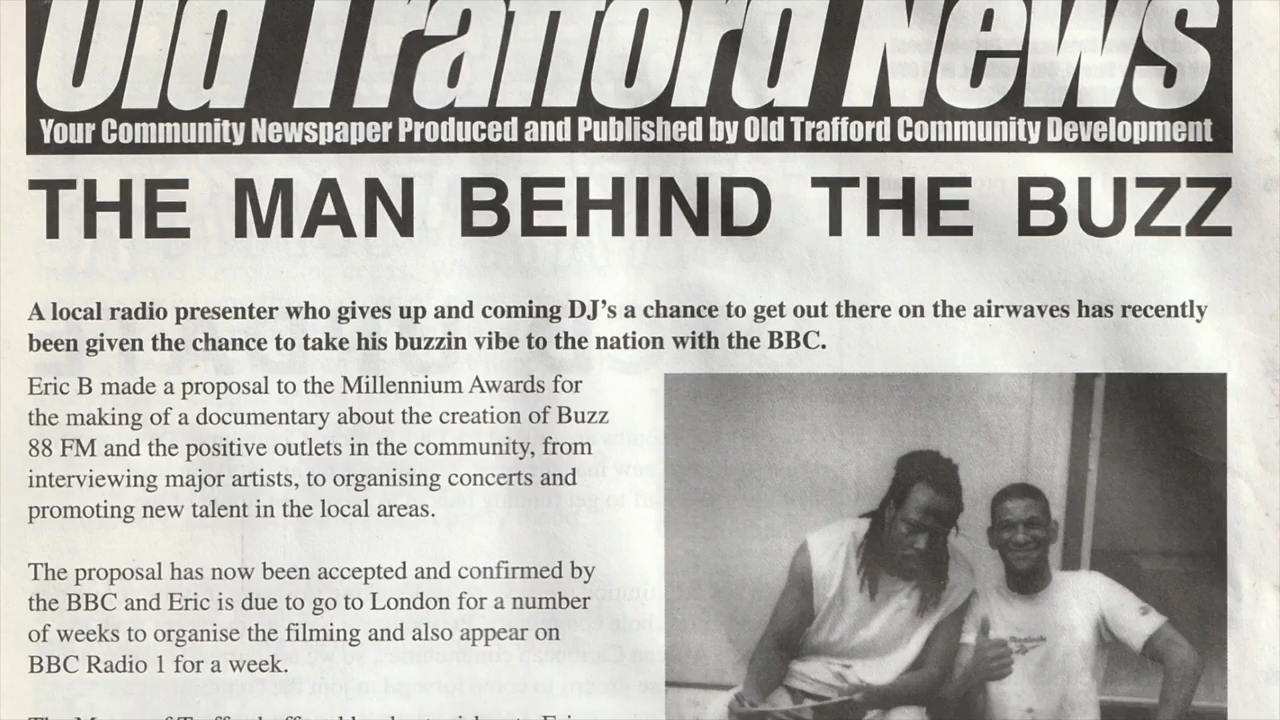 Old Trafford News
Your Community Newspaper Produced and Published by Old Trafford Community Development
THE MAN BEHIND THE BUZZ
A local radio presenter who gives up and coming DJ's a chance to get out there on the airwaves has recently
been given the chance to take his buzzin vibe to the nation with the BBC.
Eric B made a proposal to the Millennium Awards for
the making of a documentary about the creation of Buzz
88 FM and the positive outlets in the community, from
interviewing major artists, to organising concerts and
promoting new talent in the local areas.
The proposal has now been accepted and confirmed by
the BBC and Eric is due to go to London for a number
of weeks to organise the filming and also appear on
BBC Radio 1 for a week.
Reebok